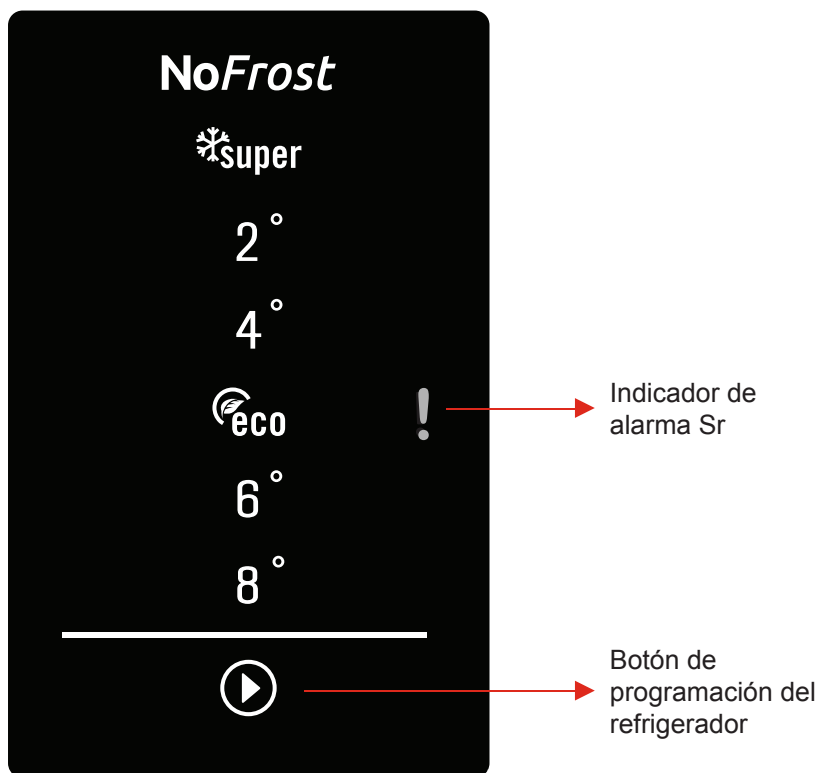 NoFrost
super
2°
4°
eco
!
Indicador de
alarma Sr
6°
8°
Botón de
programación del
refrigerador